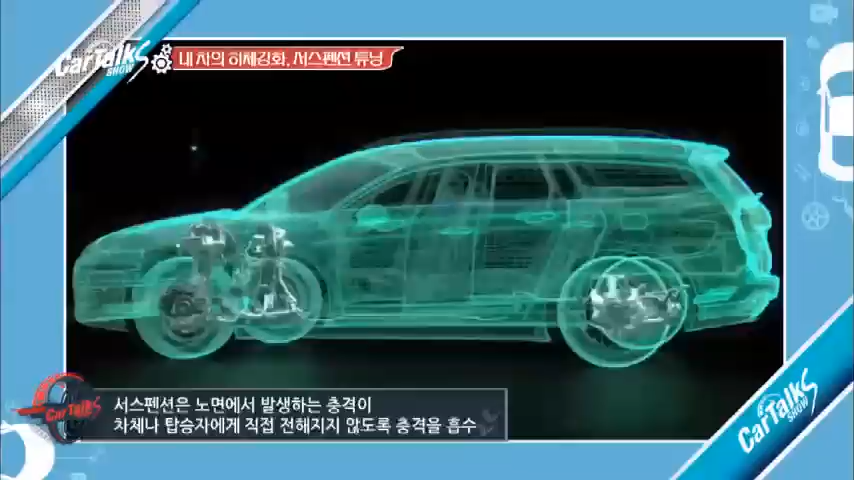 CarTalks SHOW
내 차의 하체강화, 서스펜션 튜닝
CarTalks
서스펜션은 노면에서 발생하는 충격이
차체나 탑승자에게 직접 전해지지 않도록 충격을 흡수
CarTalks SHOW